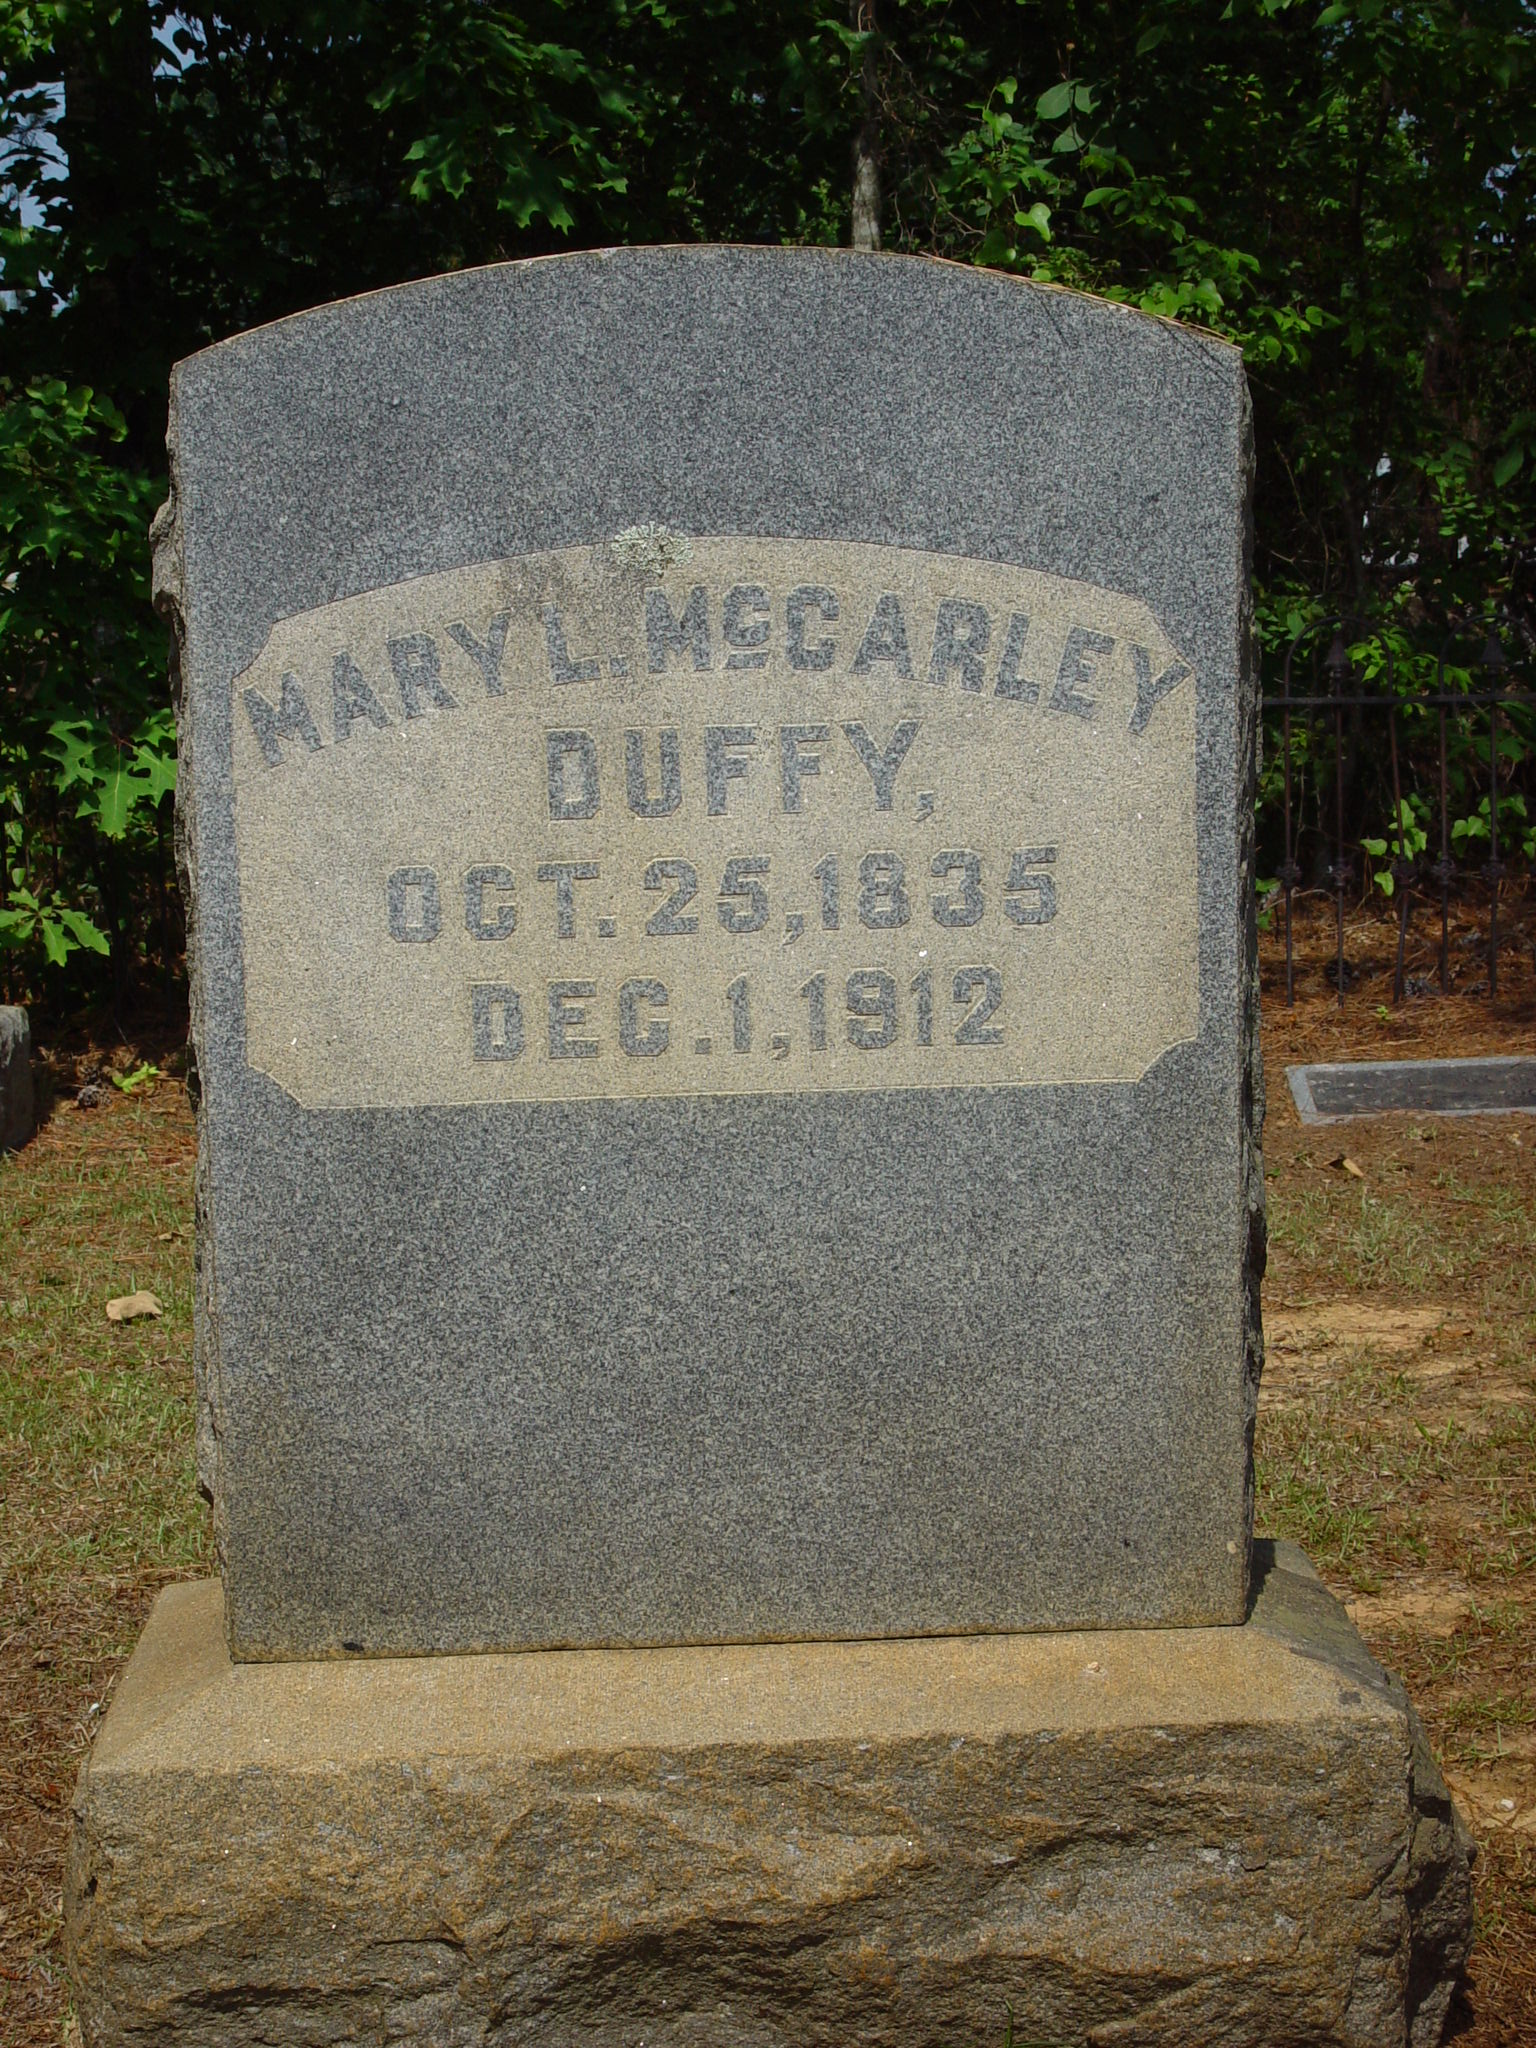 MARY L. McCARLEY
DUFFY,
OCT. 25, 1835
DEC. 1, 1912